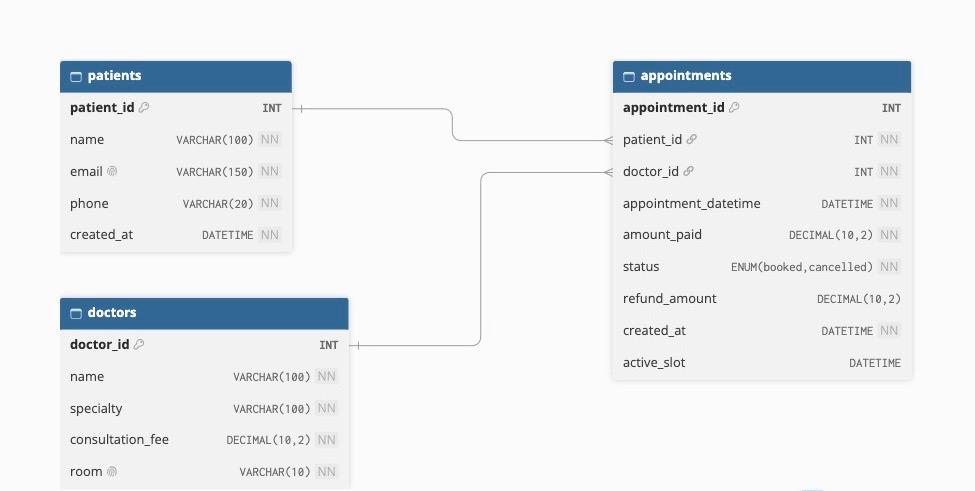 patients
patient_id INT
name VARCHAR(100) NN
email VARCHAR(150) NN
phone VARCHAR(20) NN
created_at DATETIME NN
doctors
doctor_id INT
name VARCHAR(100) NN
specialty VARCHAR(100) NN
consultation_fee DECIMAL(10,2) NN
room VARCHAR(10) NN
appointments
appointment_id INT
patient_id INT NN
doctor_id INT NN
appointment_datetime DATETIME NN
amount_paid DECIMAL(10,2) NN
status ENUM(booked,cancelled) NN
refund_amount DECIMAL(10,2)
created_at DATETIME NN
active_slot DATETIME